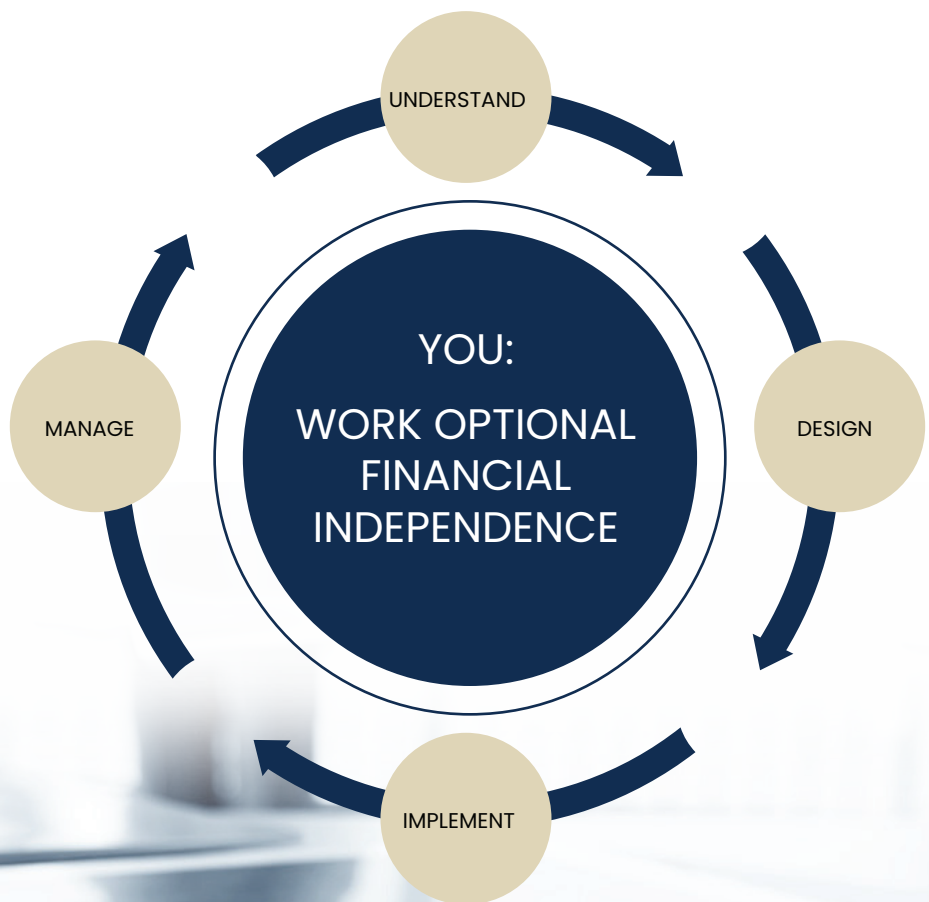 UNDERSTAND
YOU:
WORK OPTIONAL
FINANCIAL
INDEPENDENCE
MANAGE
DESIGN
IMPLEMENT